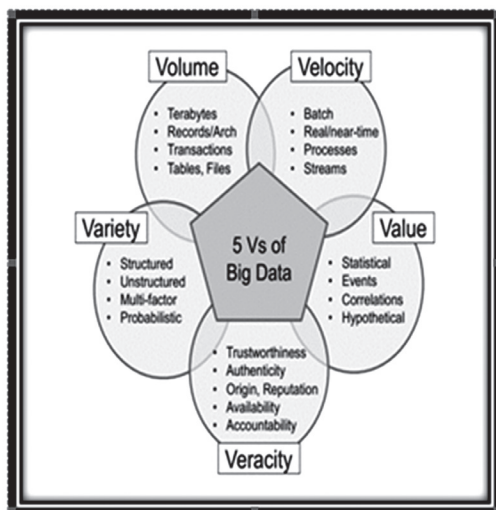 Volume
• Terabytes
• Records/Arch
• Transactions
• Tables, Files
Velocity
• Batch
• Real/near-time
• Processes
• Streams
Variety
• Structured
• Unstructured
• Multi-factor
• Probabilistic
5 Vs of
Big Data
Value
• Statistical
• Events
• Correlations
• Hypothetical
• Trustworthiness
• Authenticity
• Origin, Reputation
• Availability
• Accountability
Veracity